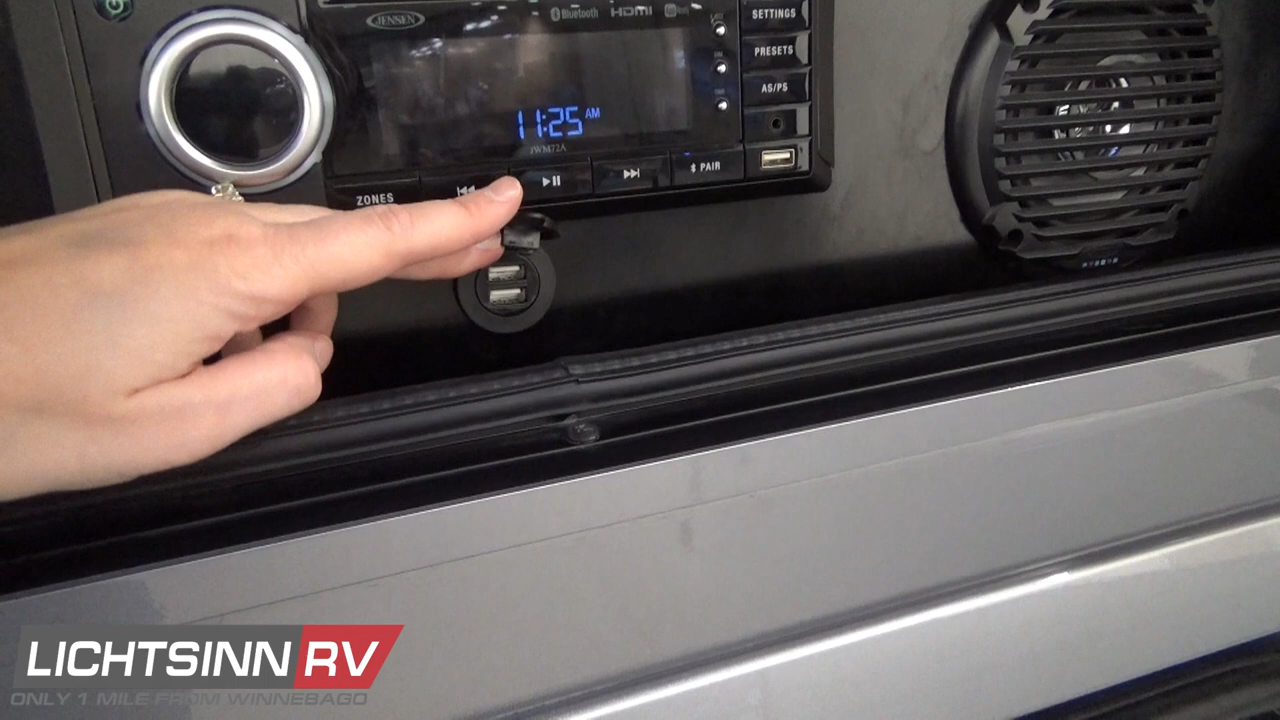 JENSEN
Bluetooth
HDMI
SETTINGS
PRESETS
AS/PS
11:25 AM
JWM72A
ZONES
PAIR
LICHTSINN RV
ONLY 1 MILE FROM WINNEBAGO